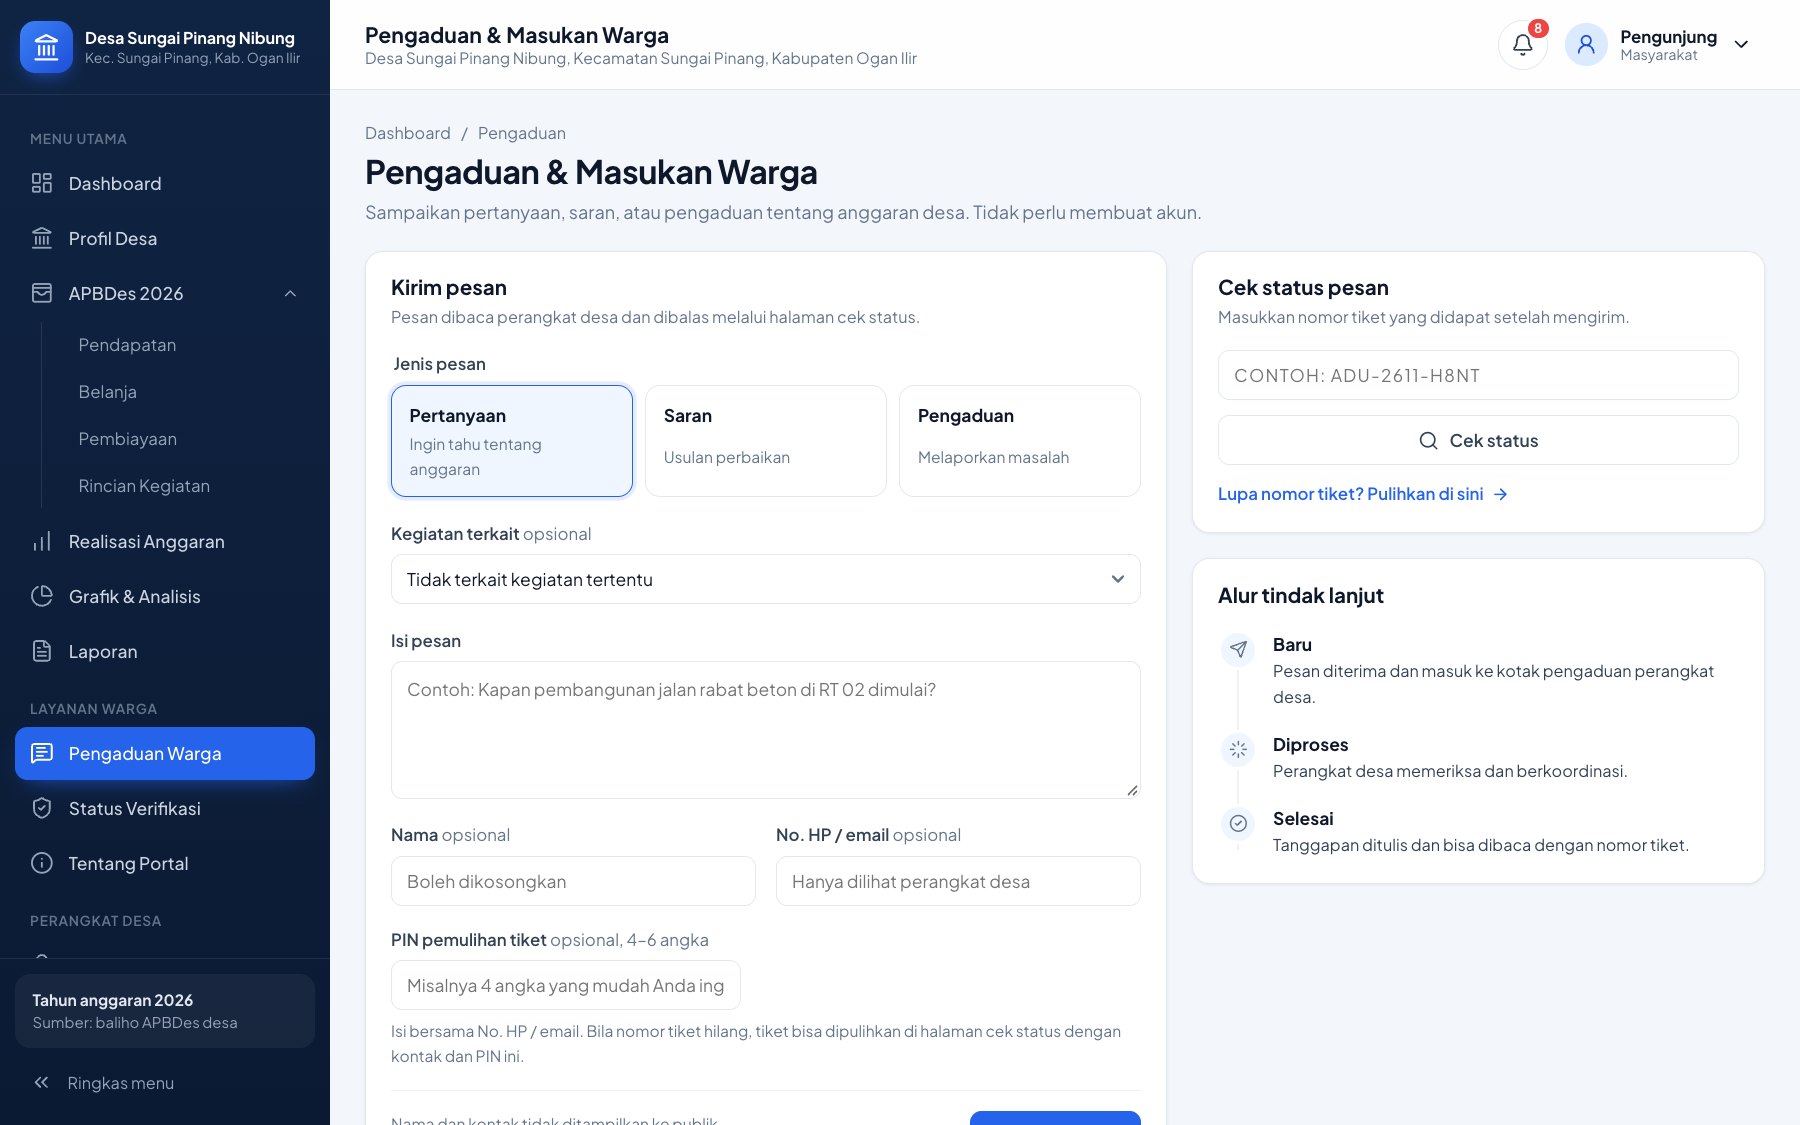 Desa Sungai Pinang Nibung
Kec. Sungai Pinang, Kab. Ogan Ilir
MENU UTAMA
Dashboard
Profil Desa
APBDes 2026
Pendapatan
Belanja
Pembiayaan
Rincian Kegiatan
Realisasi Anggaran
Grafik & Analisis
Laporan
LAYANAN WARGA
Pengaduan Warga
Status Verifikasi
Tentang Portal
PERANGKAT DESA
Tahun anggaran 2026
Sumber: baliho APBDes desa
Ringkas menu
Pengaduan & Masukan Warga
Desa Sungai Pinang Nibung, Kecamatan Sungai Pinang, Kabupaten Ogan Ilir
8
Pengunjung
Masyarakat
Dashboard / Pengaduan
Pengaduan & Masukan Warga
Sampaikan pertanyaan, saran, atau pengaduan tentang anggaran desa. Tidak perlu membuat akun.
Kirim pesan
Pesan dibaca perangkat desa dan dibalas melalui halaman cek status.
Jenis pesan
Pertanyaan
Ingin tahu tentang
anggaran
Saran
Usulan perbaikan
Pengaduan
Melaporkan masalah
Kegiatan terkait opsional
Tidak terkait kegiatan tertentu
Isi pesan
Contoh: Kapan pembangunan jalan rabat beton di RT 02 dimulai?
Nama opsional
Boleh dikosongkan
No. HP / email opsional
Hanya dilihat perangkat desa
PIN pemulihan tiket opsional, 4–6 angka
Misalnya 4 angka yang mudah Anda ing
Isi bersama No. HP / email. Bila nomor tiket hilang, tiket bisa dipulihkan di halaman cek status dengan
kontak dan PIN ini.
Nama dan kontak tidak ditampilkan ke publik.
Cek status pesan
Masukkan nomor tiket yang didapat setelah mengirim.
CONTOH: ADU-2611-H8NT
Cek status
Lupa nomor tiket? Pulihkan di sini →
Alur tindak lanjut
Baru
Pesan diterima dan masuk ke kotak pengaduan perangkat
desa.
Diproses
Perangkat desa memeriksa dan berkoordinasi.
Selesai
Tanggapan ditulis dan bisa dibaca dengan nomor tiket.